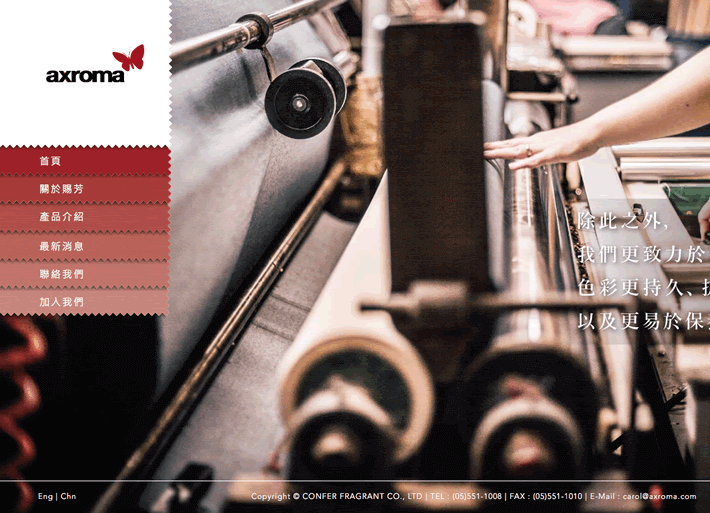 axroma
首頁
關於賜芳
產品介紹
最新消息
聯絡我們
加入我們
除此之外,
我們更致力於
色彩更持久、
以及更易於保
Eng | Chn
Copyright © CONFER FRAGRANT CO., LTD | TEL : (05)551-1008 | FAX : (05)551-1010 | E-Mail : carol@axroma.com